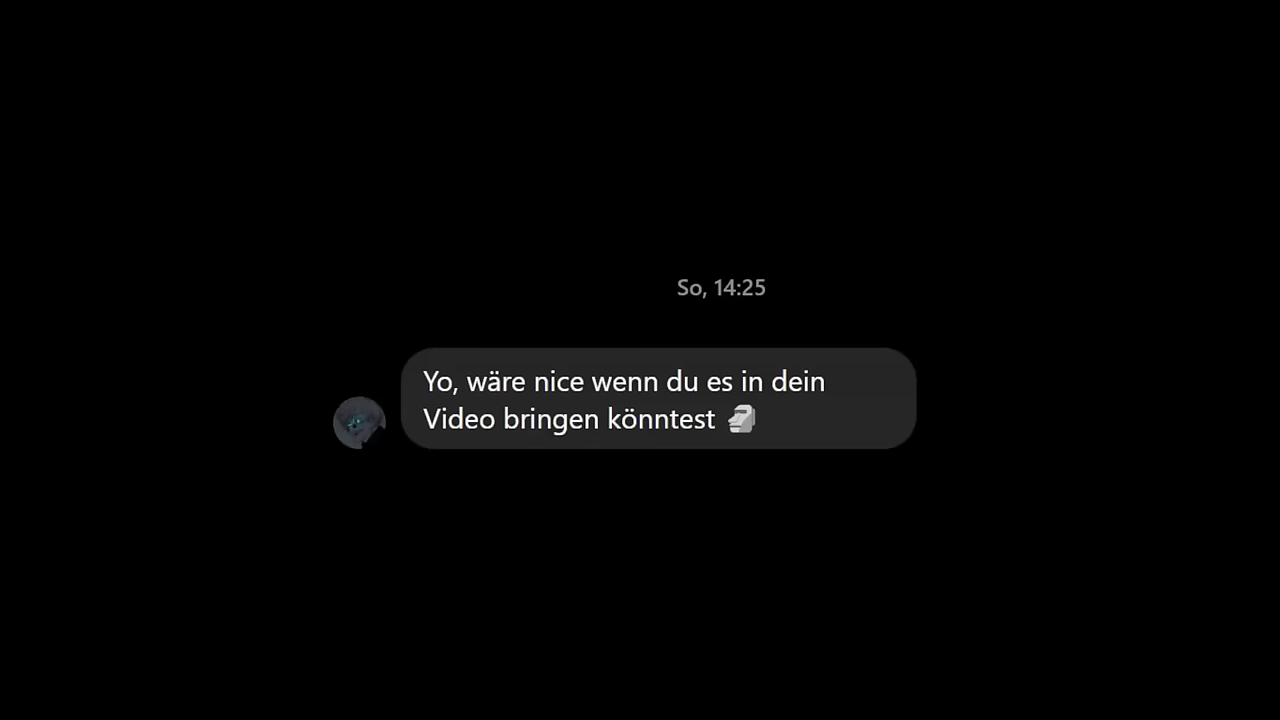 So, 14:25
Yo, wäre nice wenn du es in dein
Video bringen könntest 🗿